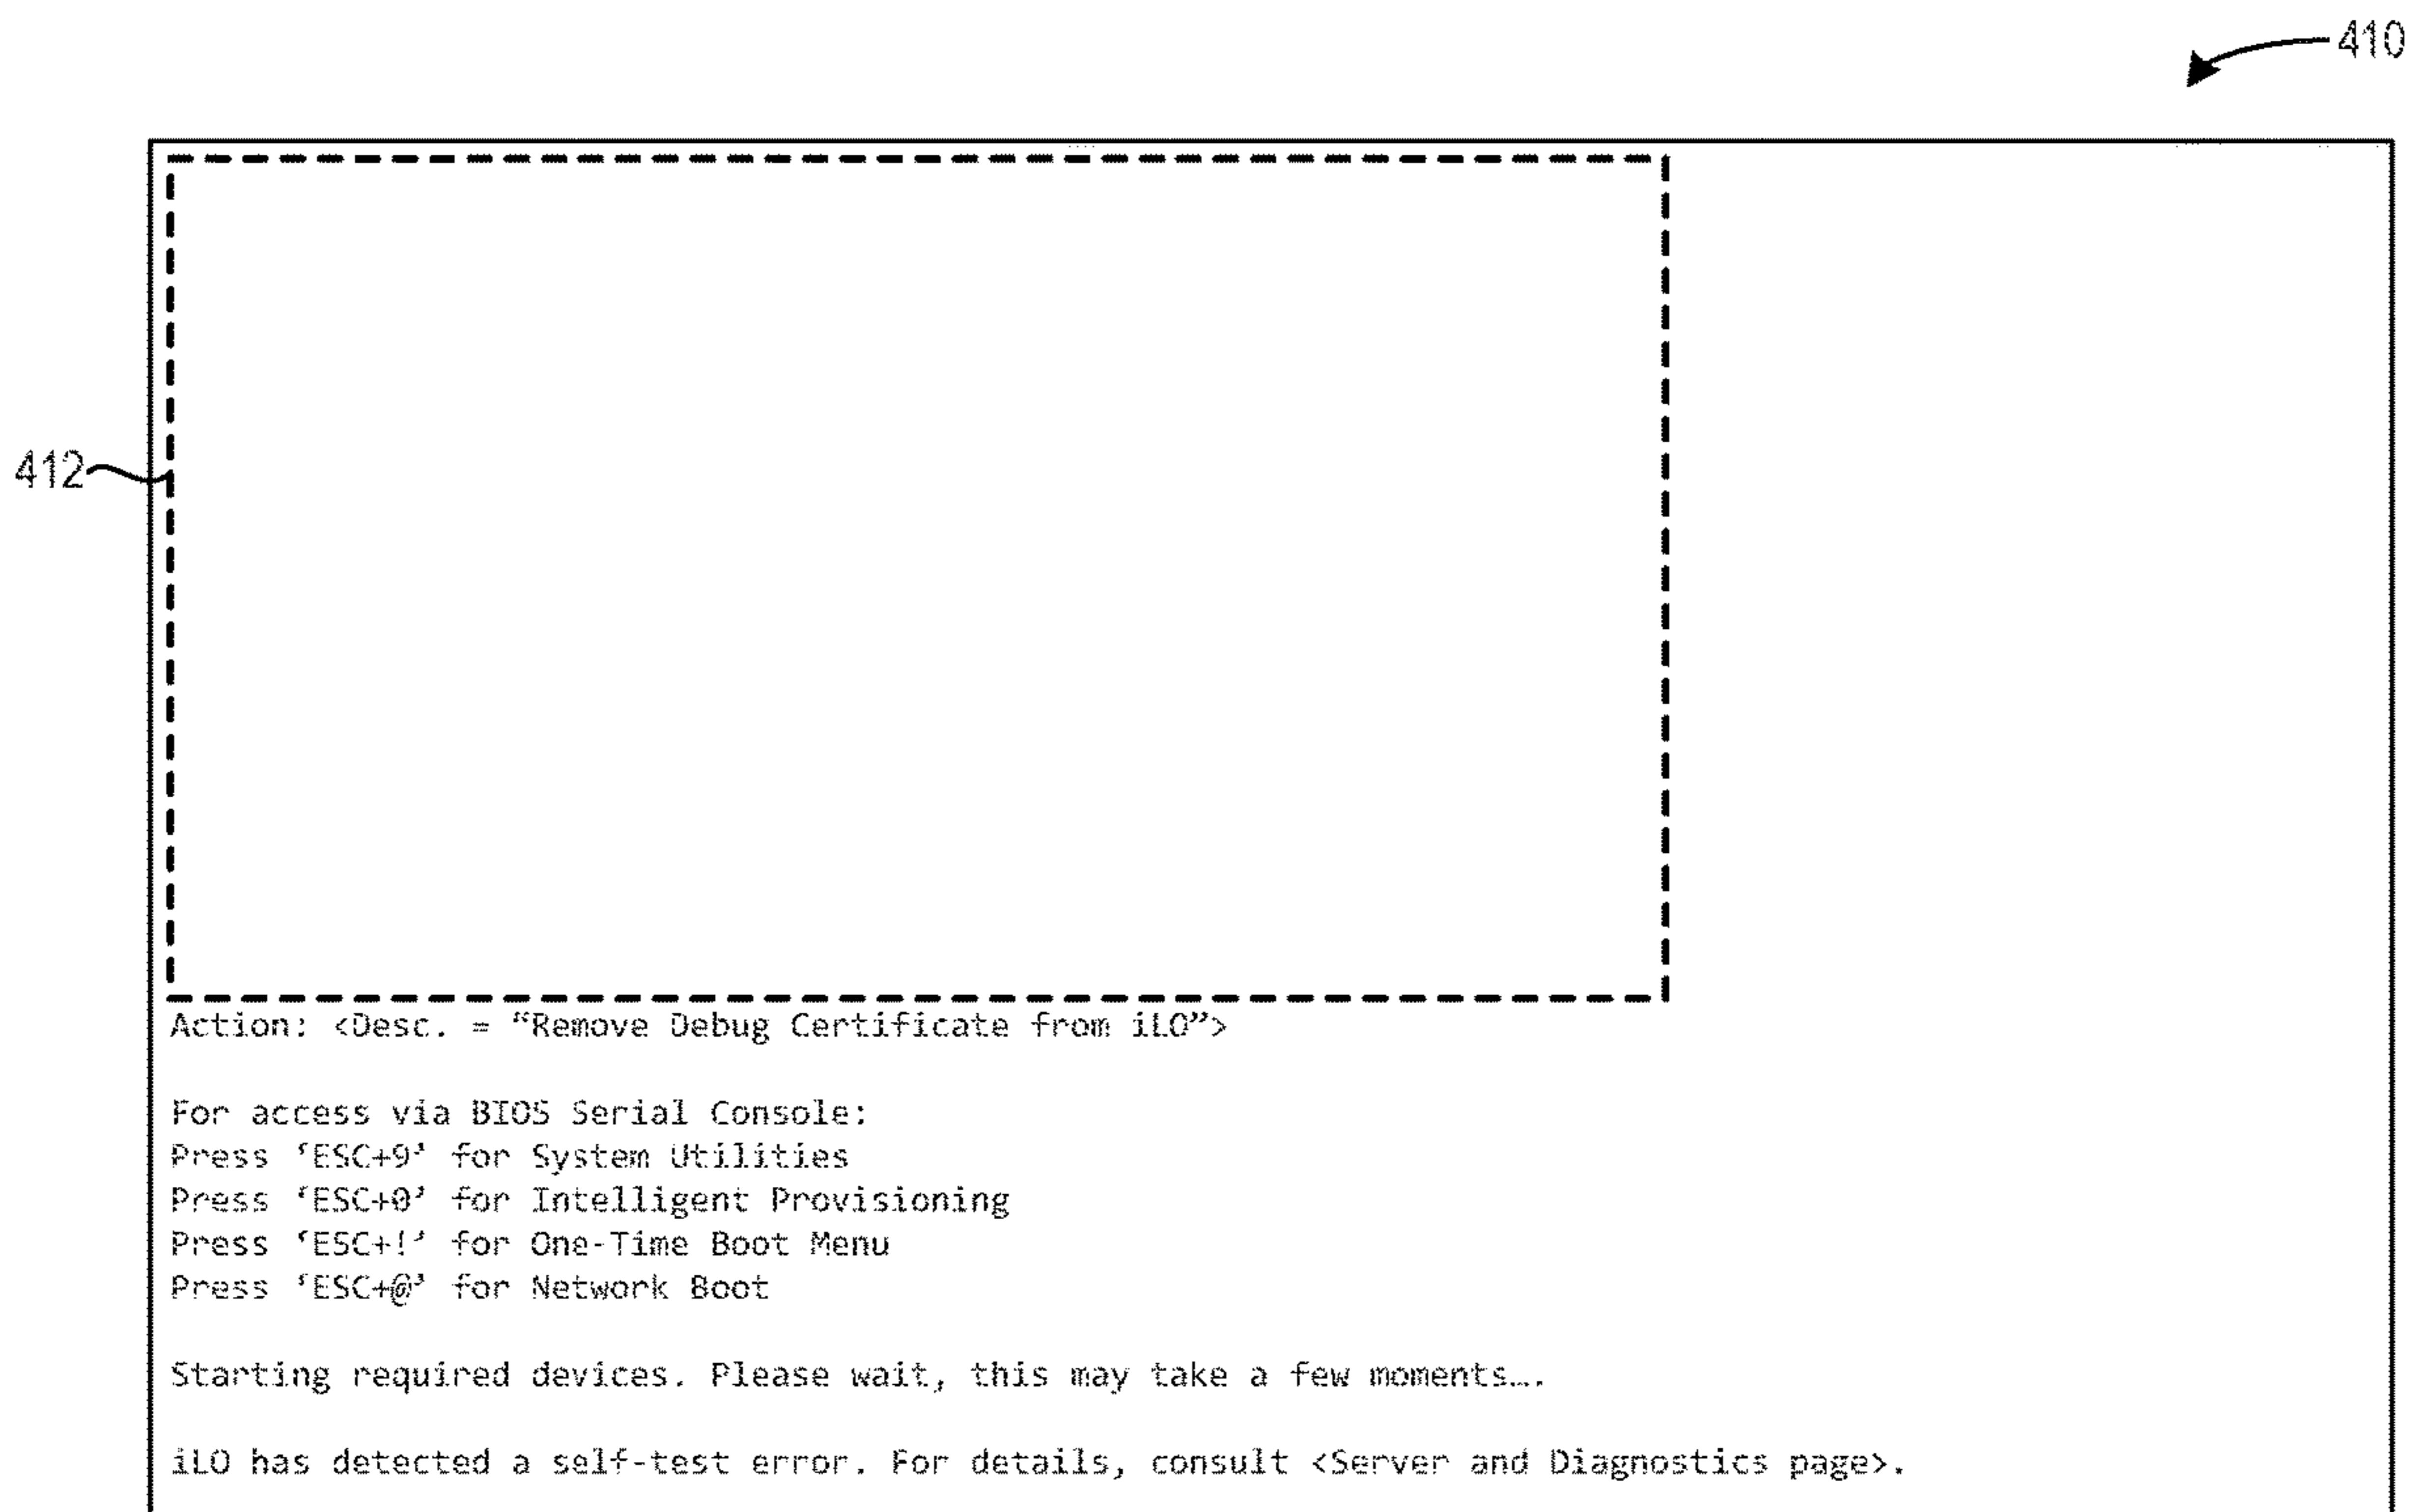 410
412
Action: <Desc. = “Remove Debug Certificate from iLO”>
For access via BIOS Serial Console:
Press ‘ESC+9’ for System Utilities
Press ‘ESC+0’ for Intelligent Provisioning
Press ‘ESC+!’ for One-Time Boot Menu
Press ‘ESC+@’ for Network Boot
Starting required devices. Please wait, this may take a few moments….
iLO has detected a self-test error. For details, consult <Server and Diagnostics page>.